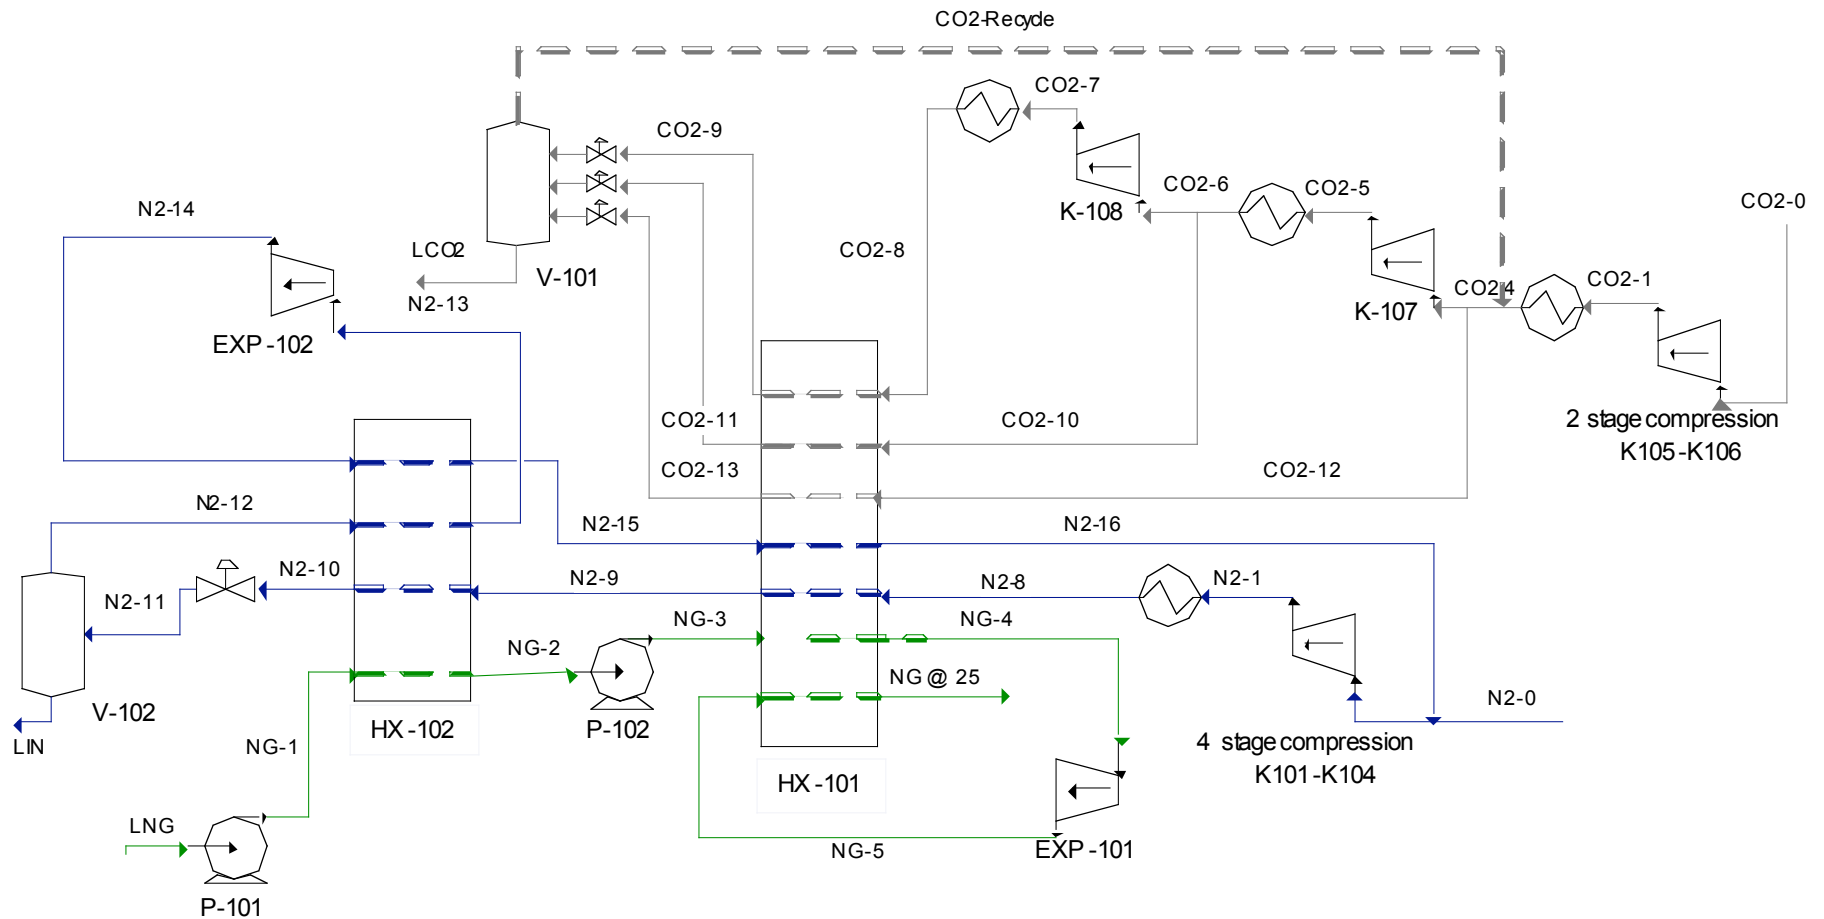 CO2-Recycle
CO2-7
CO2-9
CO2-6
CO2-5
CO2-0
N2-14
K-108
CO2-8
LCO2
V-101
CO2-1
CO2-4
N2-13
K-107
EXP-102
2 stage compression
K105-K106
CO2-11
CO2-10
CO2-13
CO2-12
N2-12
N2-15
N2-16
N2-10
N2-9
N2-8
N2-1
N2-11
NG-2
NG-3
NG-4
NG @ 25
V-102
HX-102
P-102
N2-0
LIN
NG-1
4 stage compression
K101-K104
HX-101
LNG
NG-5
EXP-101
P-101